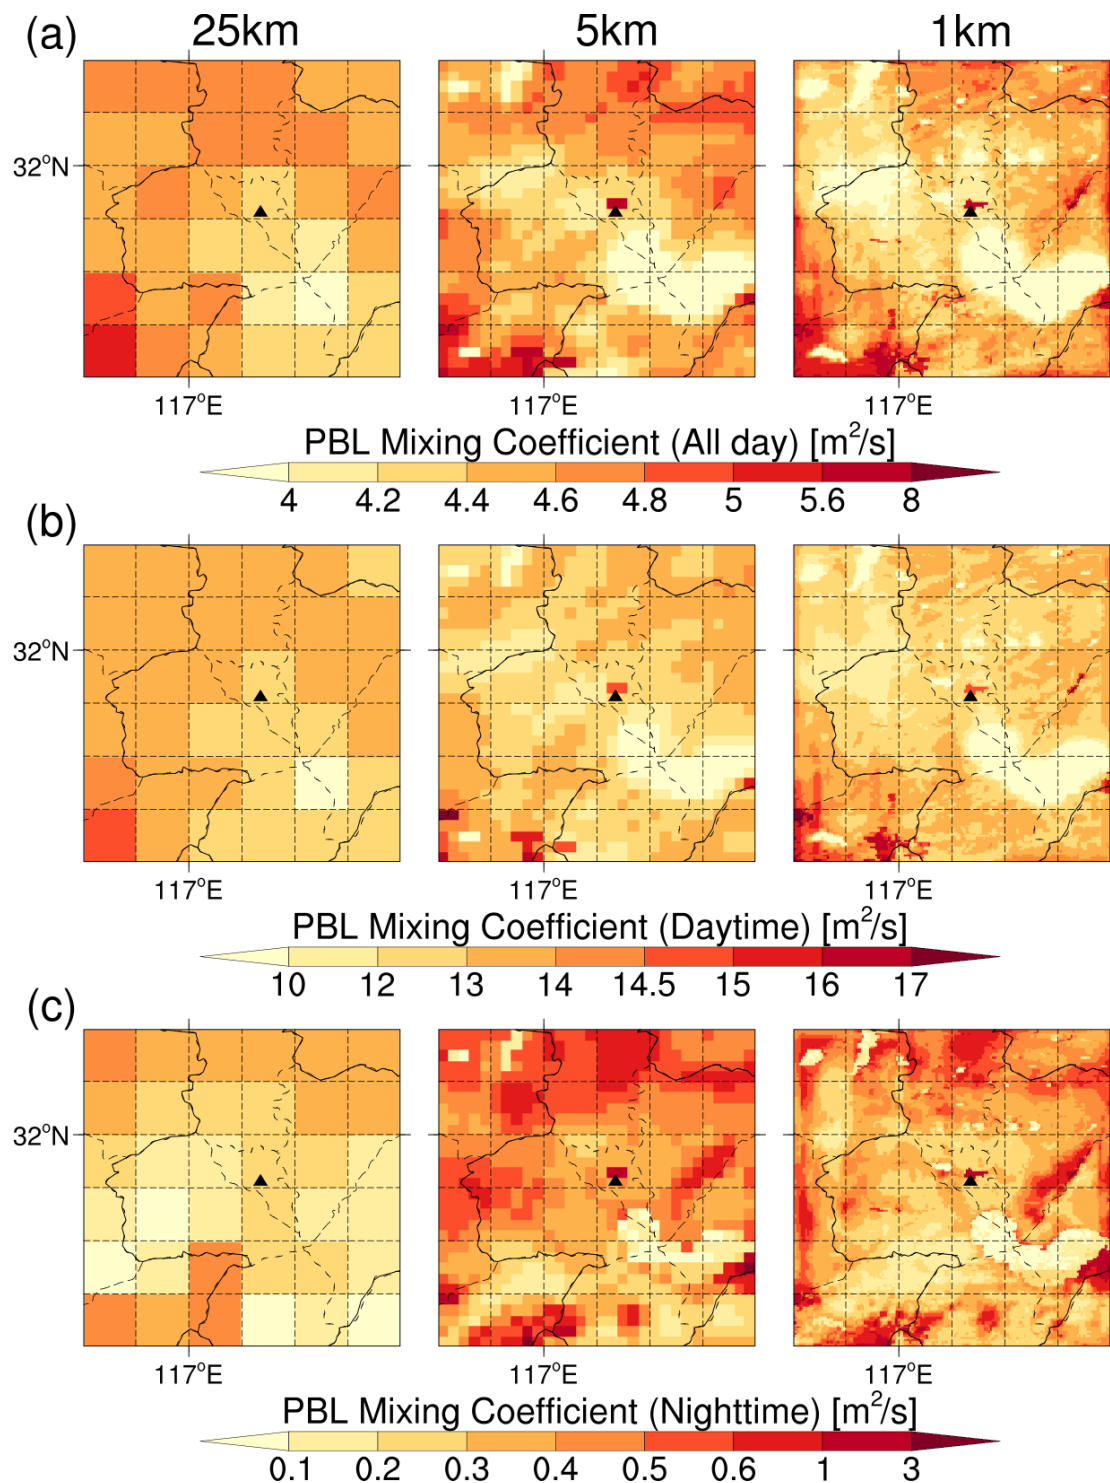 (a) 25km 5km 1km
32°N
117°E 117°E 117°E
PBL Mixing Coefficient (All day) [m²/s]
4 4.2 4.4 4.6 4.8 5 5.6 8
(b)
32°N
117°E 117°E 117°E
PBL Mixing Coefficient (Daytime) [m²/s]
10 12 13 14 14.5 15 16 17
(c)
32°N
117°E 117°E 117°E
PBL Mixing Coefficient (Nighttime) [m²/s]
0.1 0.2 0.3 0.4 0.5 0.6 1 3